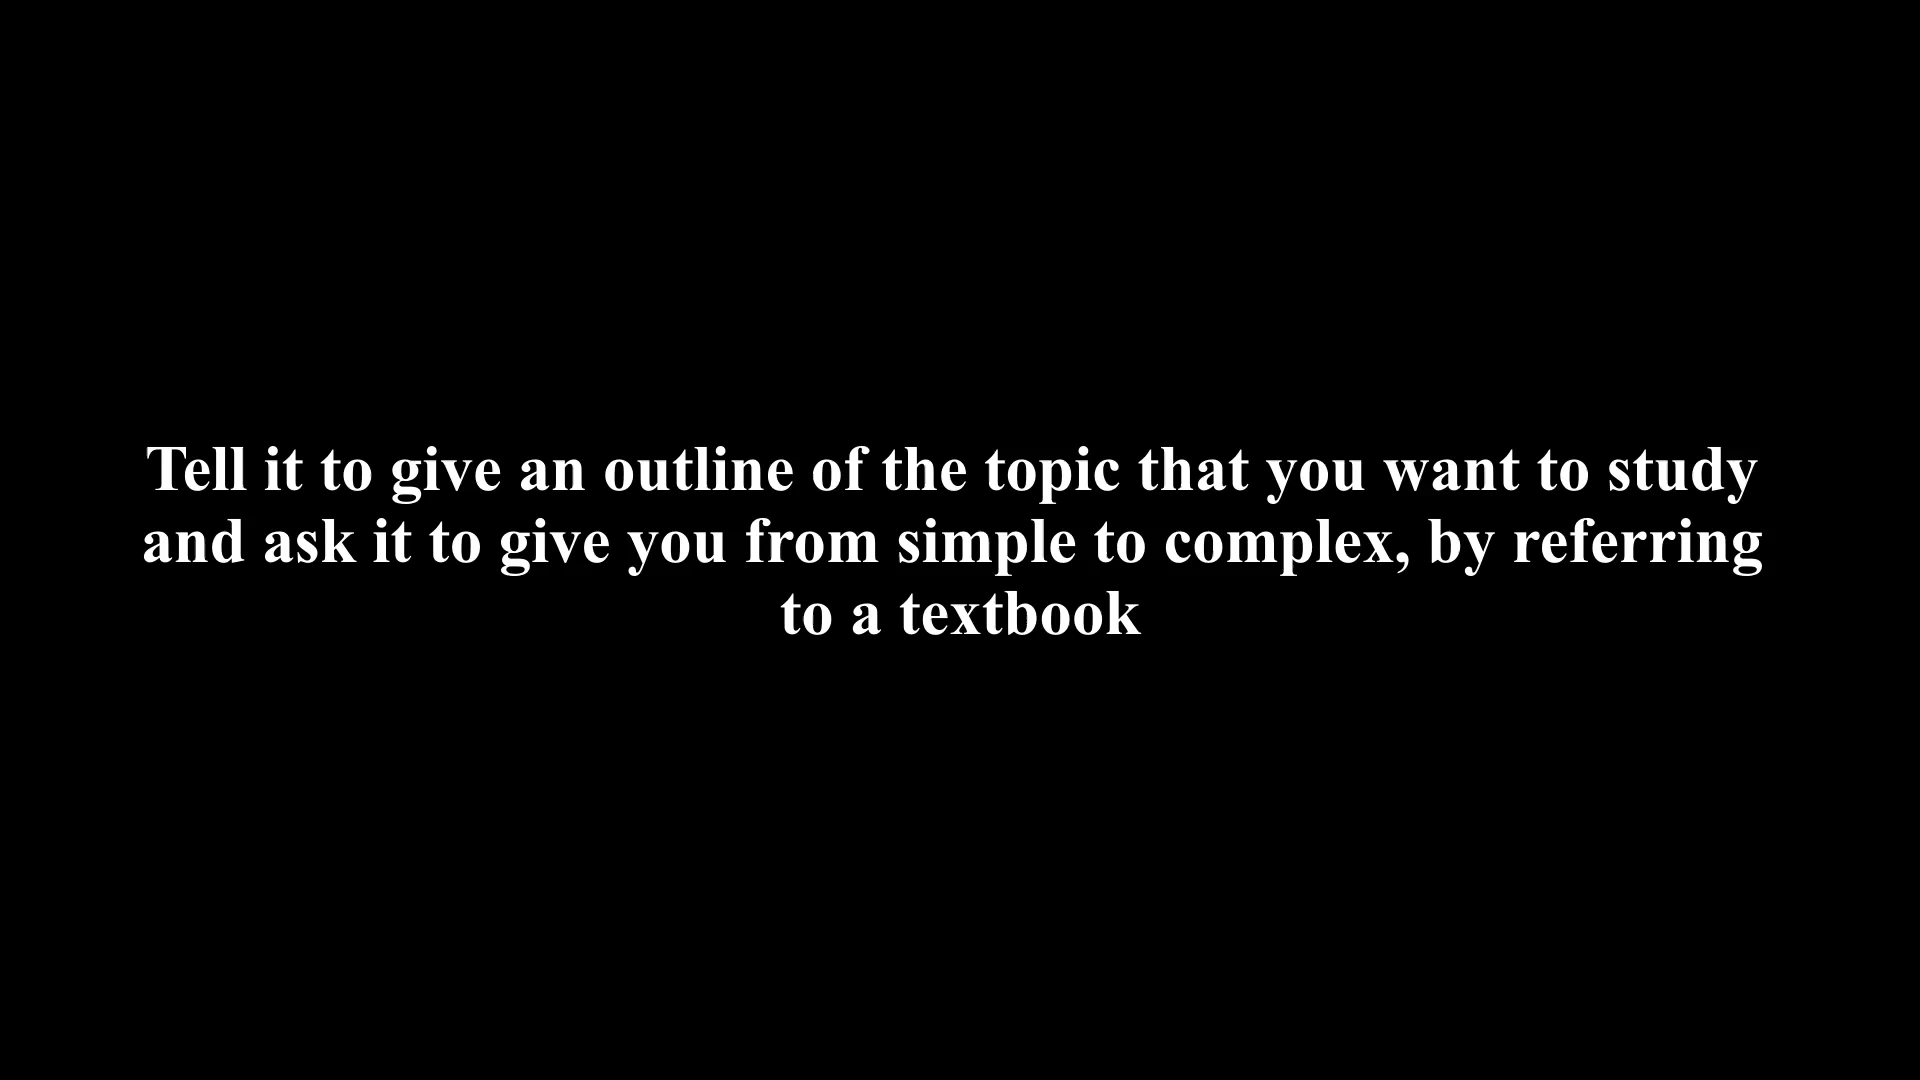 Tell it to give an outline of the topic that you want to study
and ask it to give you from simple to complex, by referring
to a textbook